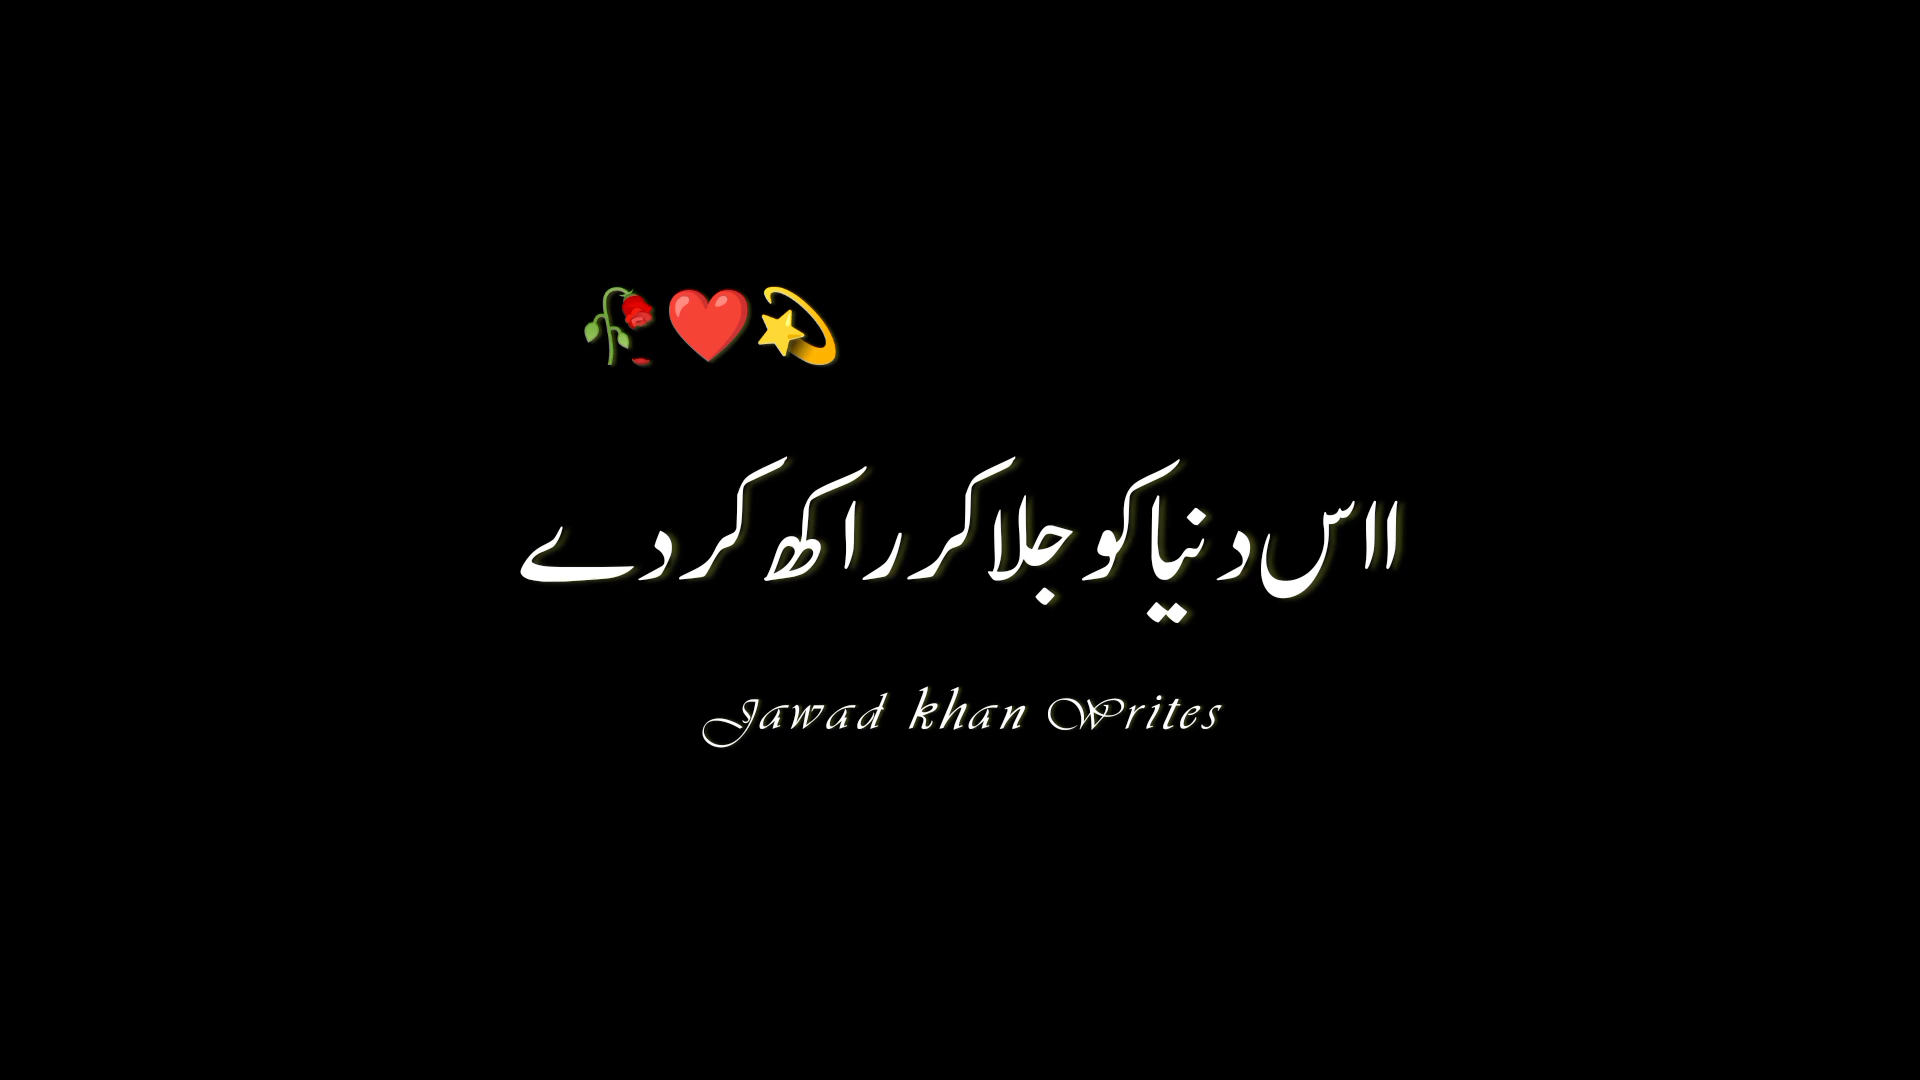 🥀❤️💫
ااس دنیا کو جلا کر راکھ کر دے
Jawad khan Writes